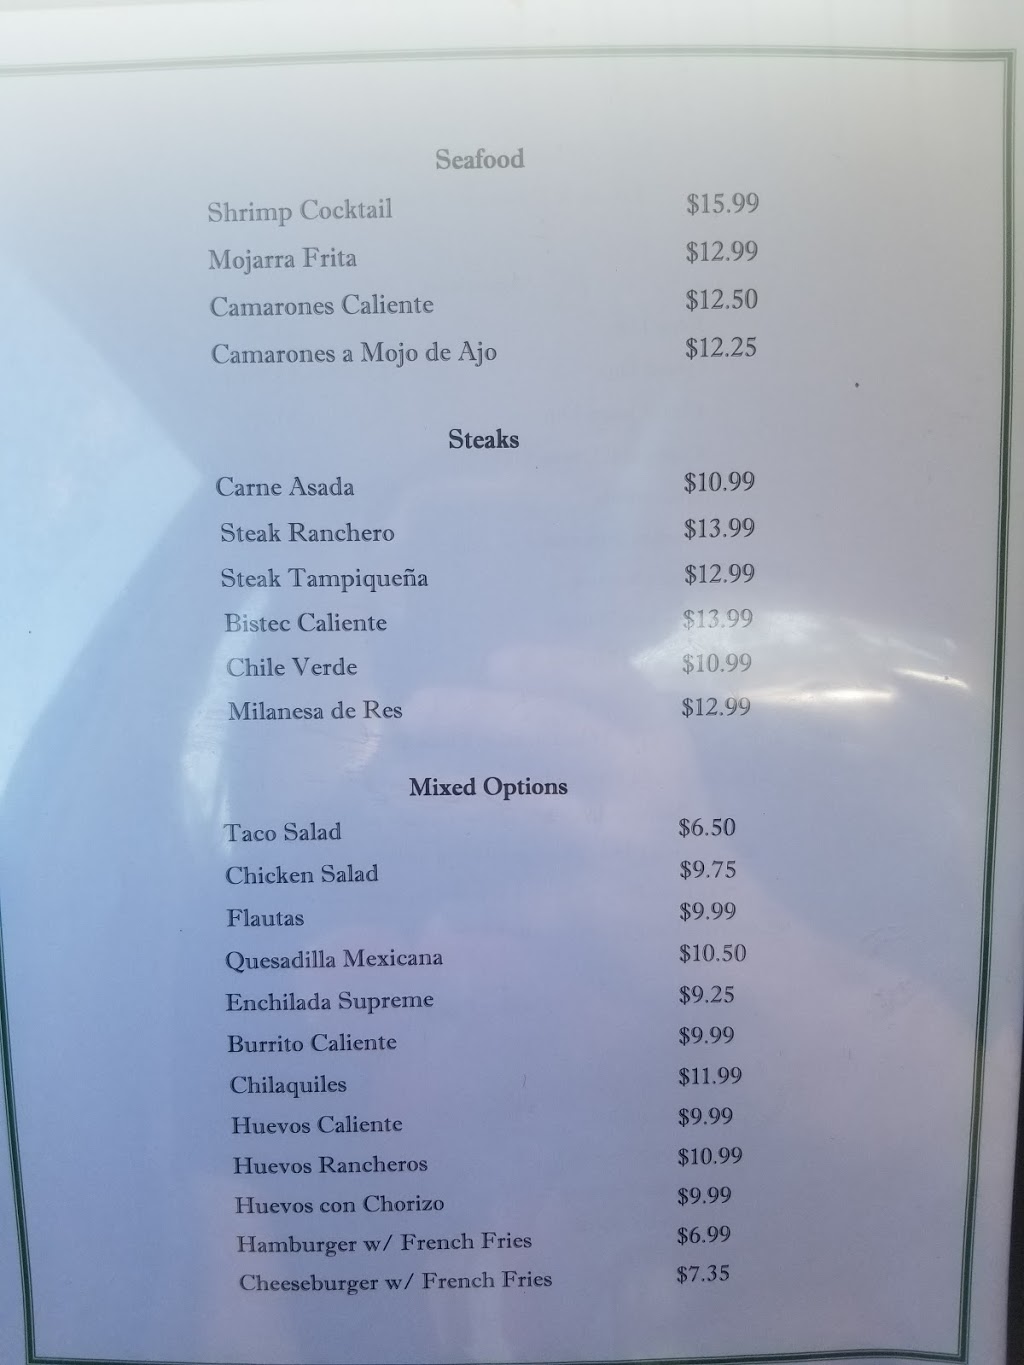 Seafood
Shrimp Cocktail $15.99
Mojarra Frita $12.99
Camarones Caliente $12.50
Camarones a Mojo de Ajo $12.25
Steaks
Carne Asada $10.99
Steak Ranchero $13.99
Steak Tampiqueña $12.99
Bistec Caliente $13.99
Chile Verde $10.99
Milanesa de Res $12.99
Mixed Options
Taco Salad $6.50
Chicken Salad $9.75
Flautas $9.99
Quesadilla Mexicana $10.50
Enchilada Supreme $9.25
Burrito Caliente $9.99
Chilaquiles $11.99
Huevos Caliente $9.99
Huevos Rancheros $10.99
Huevos con Chorizo $9.99
Hamburger w/ French Fries $6.99
Cheeseburger w/ French Fries $7.35